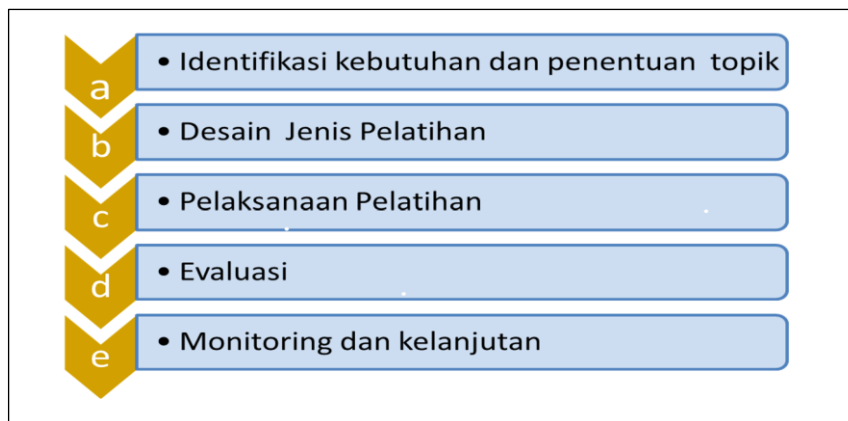 a
• Identifikasi kebutuhan dan penentuan topik
b
• Desain Jenis Pelatihan
c
• Pelaksanaan Pelatihan
d
• Evaluasi
e
• Monitoring dan kelanjutan